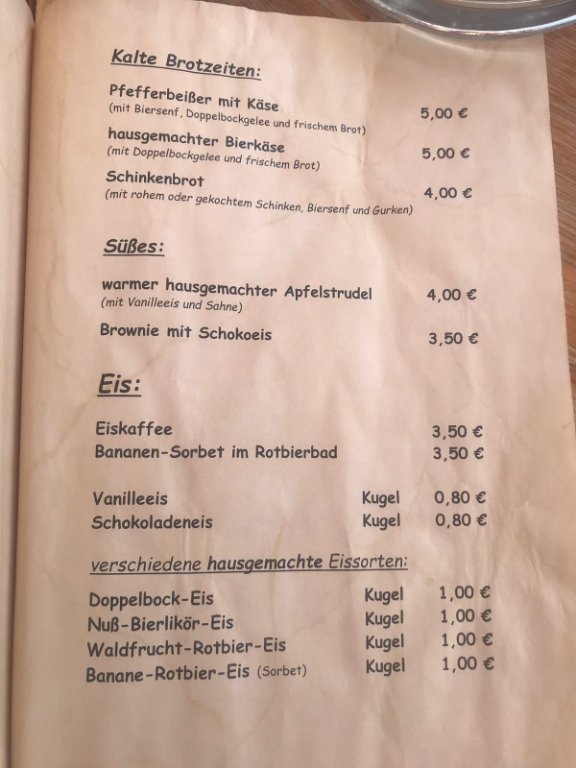 Kalte Brotzeiten:
Pfefferbeißer mit Käse 5,00 €
(mit Biersenf, Doppelbockgelee und frischem Brot)
hausgemachter Bierkäse 5,00 €
(mit Doppelbockgelee und frischem Brot)
Schinkenbrot 4,00 €
(mit rohem oder gekochtem Schinken, Biersenf und Gurken)
Süßes:
warmer hausgemachter Apfelstrudel 4,00 €
(mit Vanilleeis und Sahne)
Brownie mit Schokoeis 3,50 €
Eis:
Eiskaffee 3,50 €
Bananen-Sorbet im Rotbierbad 3,50 €
Vanilleeis Kugel 0,80 €
Schokoladeneis Kugel 0,80 €
verschiedene hausgemachte Eissorten:
Doppelbock-Eis Kugel 1,00 €
Nuß-Bierlikör-Eis Kugel 1,00 €
Waldfrucht-Rotbier-Eis Kugel 1,00 €
Banane-Rotbier-Eis (Sorbet) Kugel 1,00 €